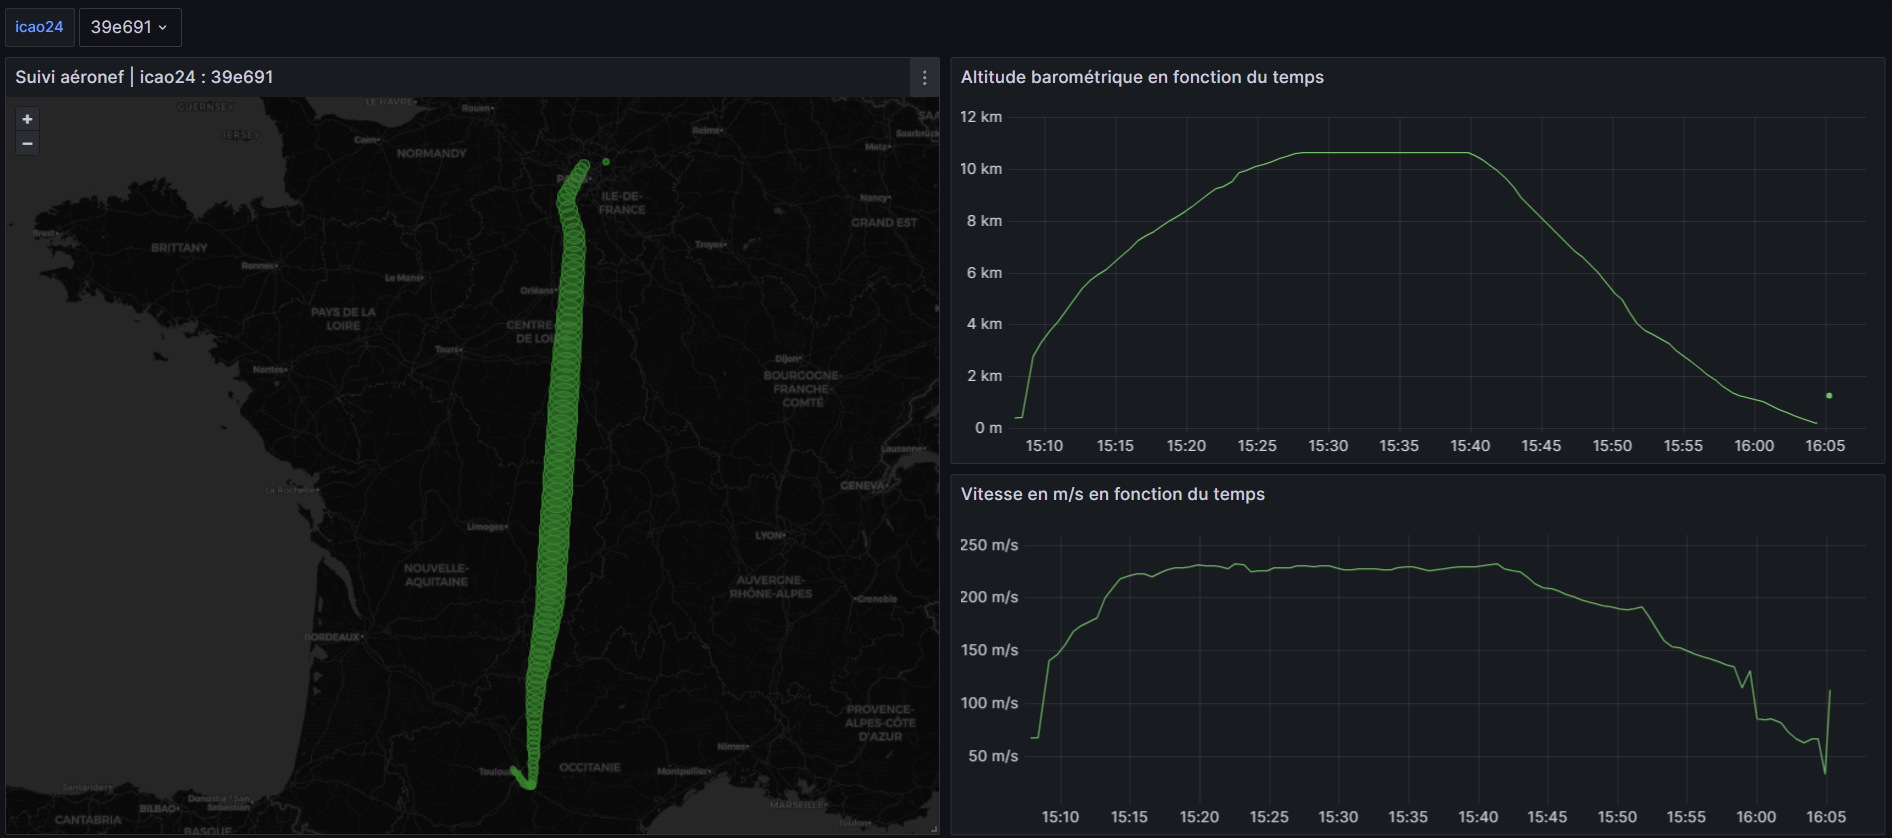 icao24
39e691
Suivi aéronef | icao24 : 39e691
+
−
GUERNSEY
JERSEY
LE HAVRE
Rouen
Caen
NORMANDY
Reims
Metz
Saarbrück
ILE-DE-
FRANCE
Nancy
GRAND EST
Brest
BRITTANY
Rennes
Le Mans
Troyes
Orléans
PAYS DE LA
LOIRE
CENTRE-
DE LOI
Tours
Nantes
Dijon
BOURGOGNE-
FRANCHE-
COMTÉ
Lausanne
La Rochelle
GENEVA
Limoges
LYON
NOUVELLE-
AQUITAINE
AUVERGNE-
RHÔNE-ALPES
Grenoble
BORDEAUX
PROVENCE-
ALPES-CÔTE
D'AZUR
Nimes
Toulou
OCCITANIE
Montpellier
Santander
Donostia / San
Sebastian
BILBAO
MARSEILLE
Toulon
CANTABRIA
BASQUE
Altitude barométrique en fonction du temps
12 km
10 km
8 km
6 km
4 km
2 km
0 m
15:10 15:15 15:20 15:25 15:30 15:35 15:40 15:45 15:50 15:55 16:00 16:05
Vitesse en m/s en fonction du temps
250 m/s
200 m/s
150 m/s
100 m/s
50 m/s
15:10 15:15 15:20 15:25 15:30 15:35 15:40 15:45 15:50 15:55 16:00 16:05